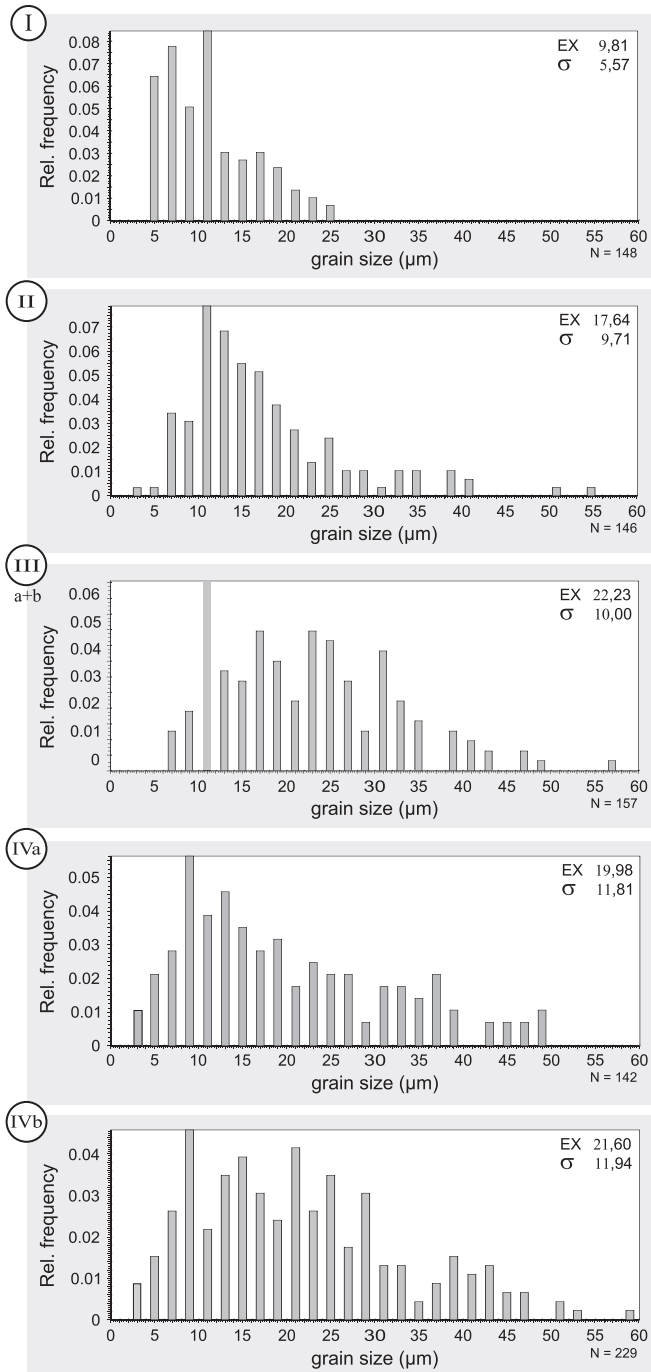 I
Rel. frequency
0.08
0.07
0.06
0.05
0.04
0.03
0.02
0.01
0
EX 9,81
σ 5,57
0 5 10 15 20 25 30 35 40 45 50 55 60
grain size (µm)
N = 148
II
Rel. frequency
0.07
0.06
0.05
0.04
0.03
0.02
0.01
0
EX 17,64
σ 9,71
0 5 10 15 20 25 30 35 40 45 50 55 60
grain size (µm)
N = 146
III
a+b
Rel. frequency
0.06
0.05
0.04
0.03
0.02
0.01
0
EX 22,23
σ 10,00
0 5 10 15 20 25 30 35 40 45 50 55 60
grain size (µm)
N = 157
IVa
Rel. frequency
0.05
0.04
0.03
0.02
0.01
0
EX 19,98
σ 11,81
0 5 10 15 20 25 30 35 40 45 50 55 60
grain size (µm)
N = 142
IVb
Rel. frequency
0.04
0.03
0.02
0.01
0
EX 21,60
σ 11,94
0 5 10 15 20 25 30 35 40 45 50 55 60
grain size (µm)
N = 229